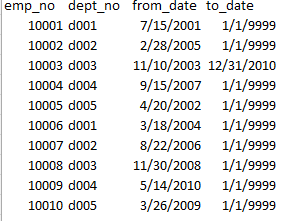 emp_no dept_no from_date to_date
10001 d001 7/15/2001 1/1/9999
10002 d002 2/28/2005 1/1/9999
10003 d003 11/10/2003 12/31/2010
10004 d004 9/15/2007 1/1/9999
10005 d005 4/20/2002 1/1/9999
10006 d001 3/18/2004 1/1/9999
10007 d002 8/22/2006 1/1/9999
10008 d003 11/30/2008 1/1/9999
10009 d004 5/14/2010 1/1/9999
10010 d005 3/26/2009 1/1/9999